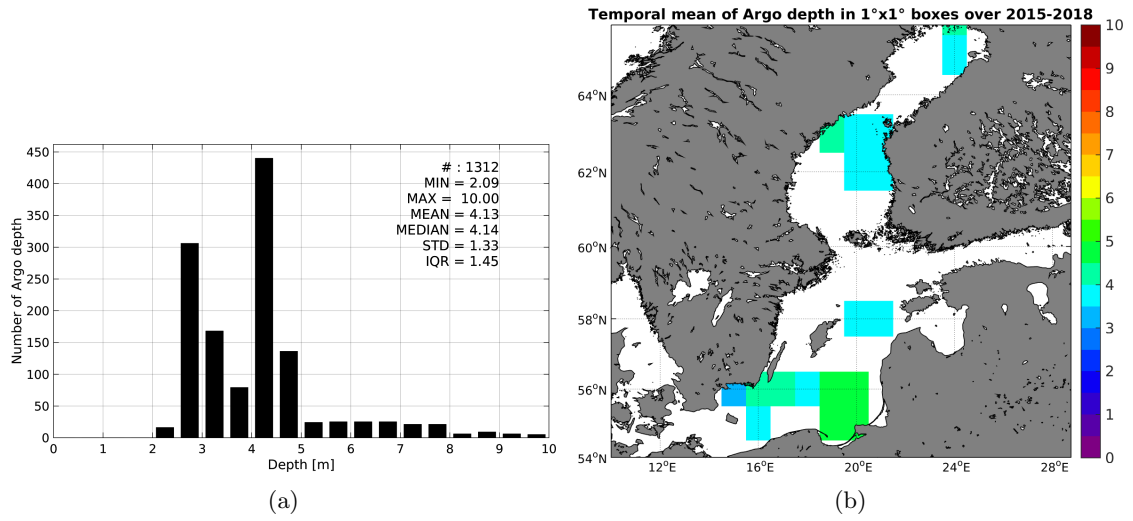 Temporal mean of Argo depth in 1°x1° boxes over 2015-2018
450
400
350
300
250
200
150
100
50
0
Number of Argo depth
# : 1312
MIN = 2.09
MAX = 10.00
MEAN = 4.13
MEDIAN = 4.14
STD = 1.33
IQR = 1.45
0 1 2 3 4 5 6 7 8 9 10
Depth [m]
(a)
64°N
62°N
60°N
58°N
56°N
54°N
12°E 16°E 20°E 24°E 28°E
10
9
8
7
6
5
4
3
2
1
0
(b)